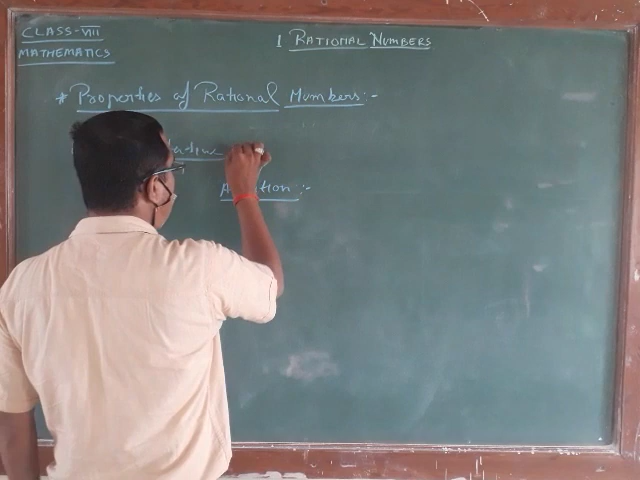 CLASS-VIII
MATHEMATICS
1 RATIONAL NUMBERS
* Properties of Rational Numbers:-